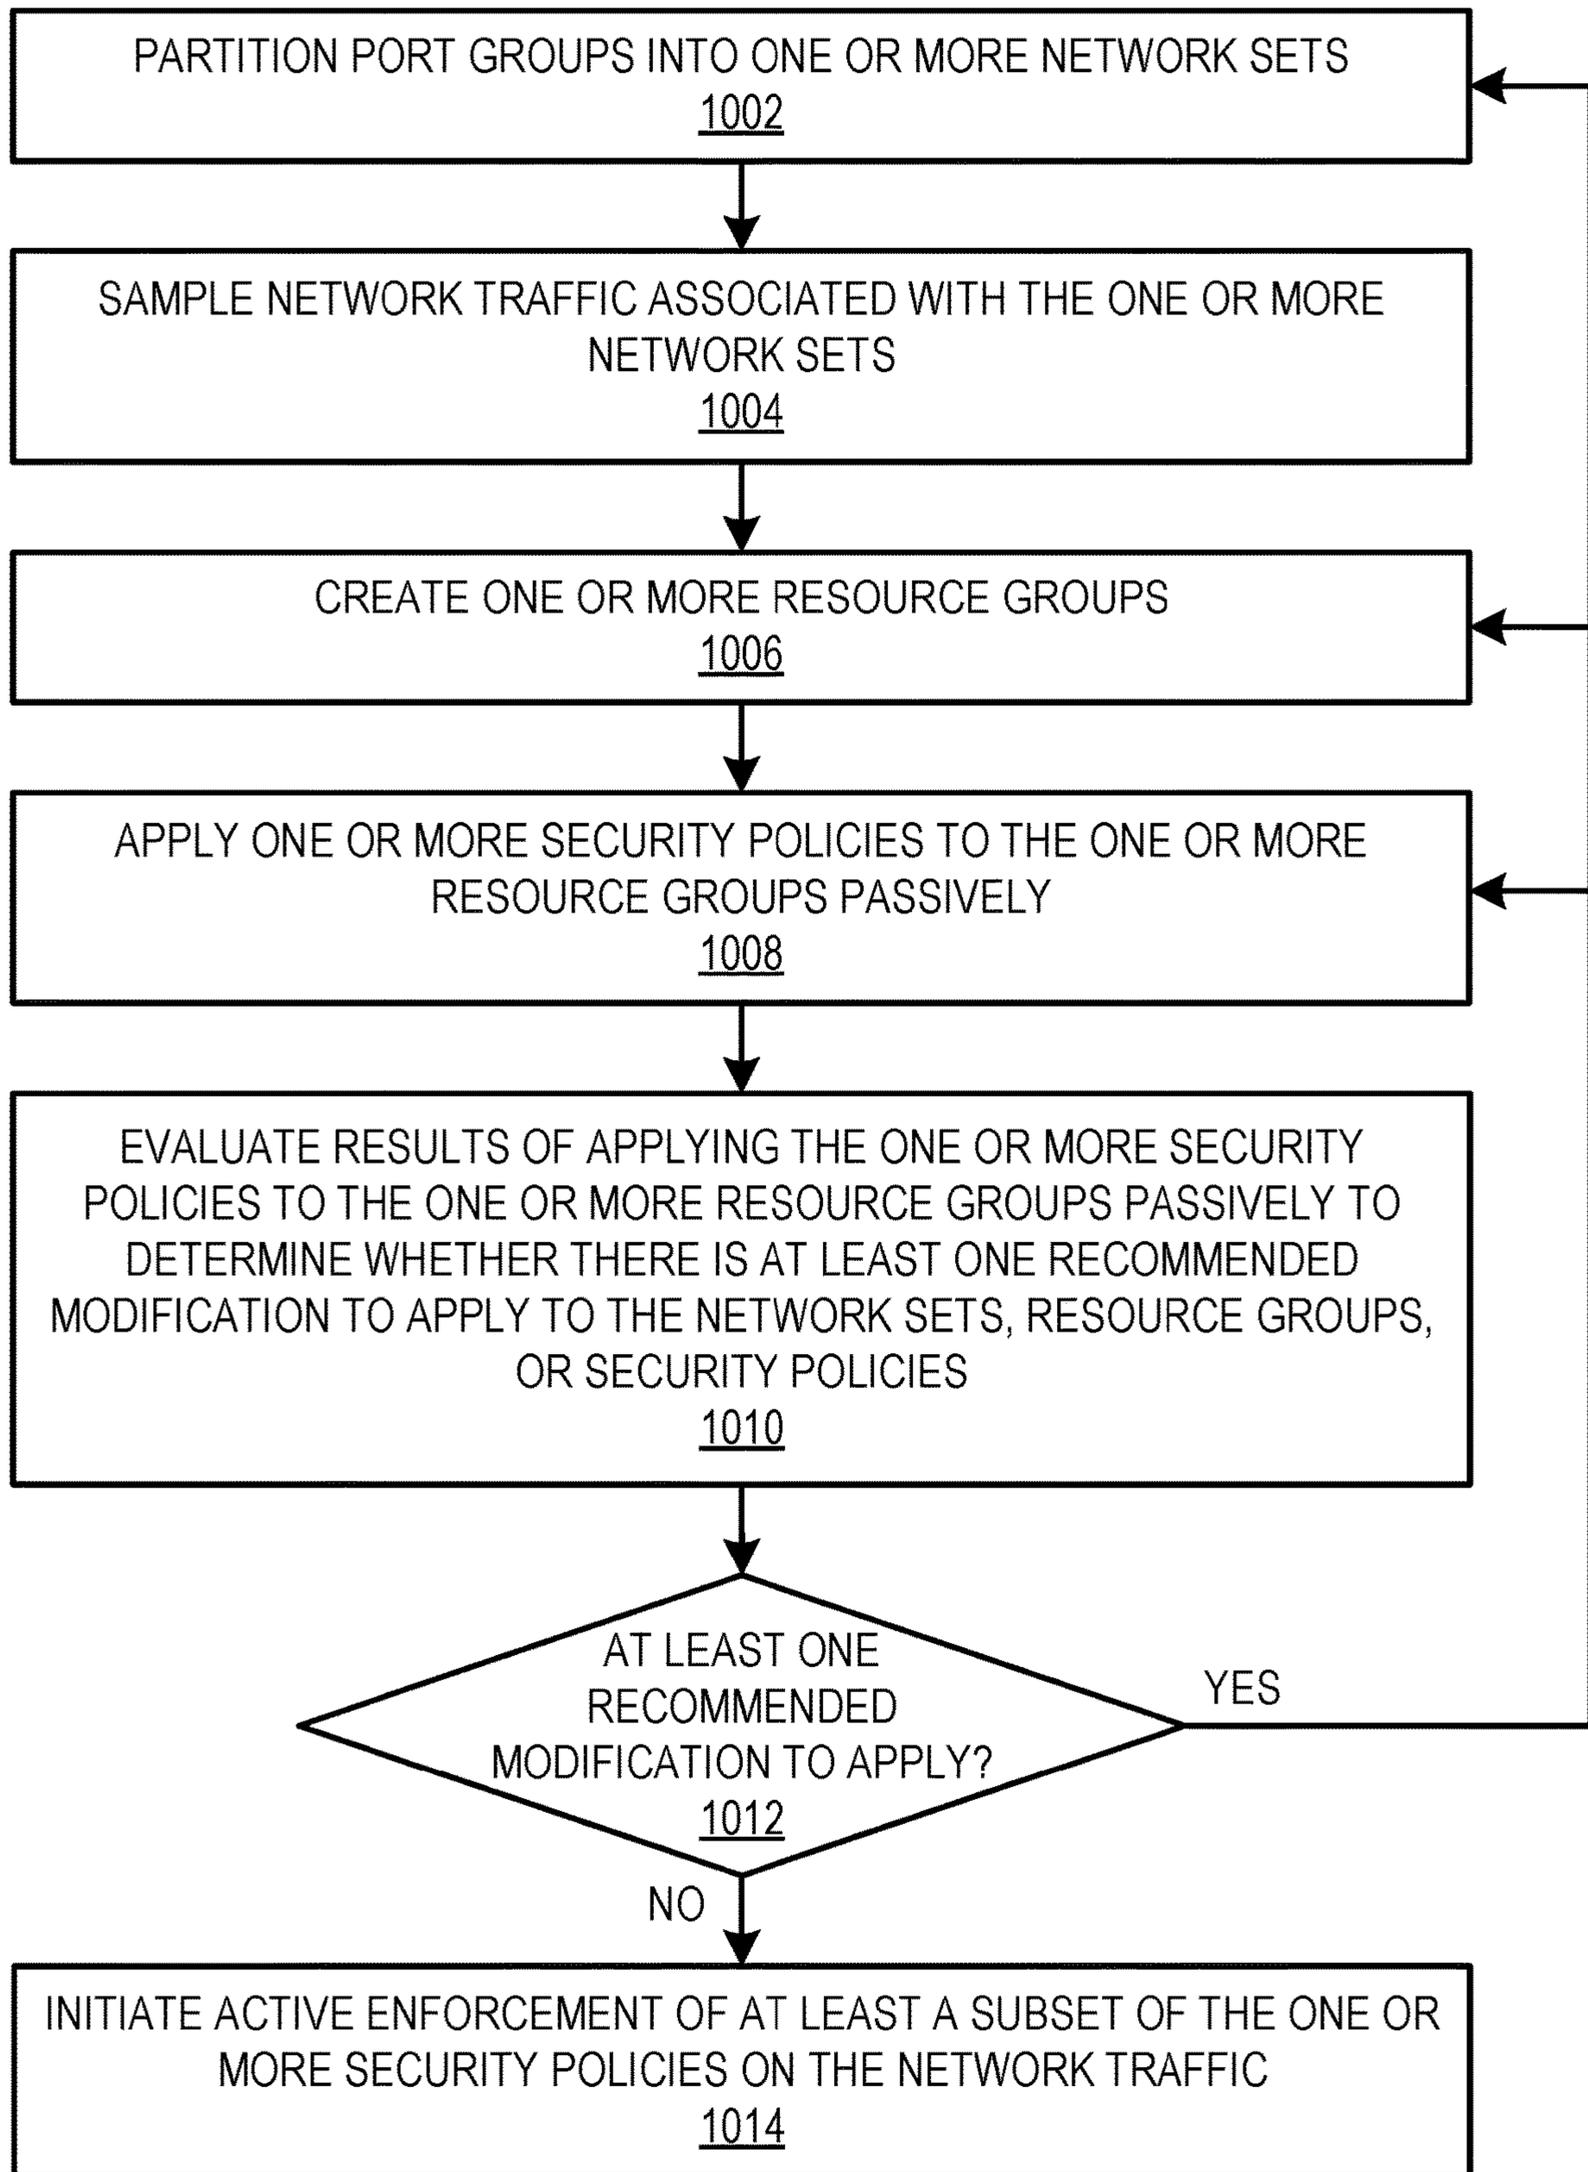 PARTITION PORT GROUPS INTO ONE OR MORE NETWORK SETS
1002
SAMPLE NETWORK TRAFFIC ASSOCIATED WITH THE ONE OR MORE
NETWORK SETS
1004
CREATE ONE OR MORE RESOURCE GROUPS
1006
APPLY ONE OR MORE SECURITY POLICIES TO THE ONE OR MORE
RESOURCE GROUPS PASSIVELY
1008
EVALUATE RESULTS OF APPLYING THE ONE OR MORE SECURITY
POLICIES TO THE ONE OR MORE RESOURCE GROUPS PASSIVELY TO
DETERMINE WHETHER THERE IS AT LEAST ONE RECOMMENDED
MODIFICATION TO APPLY TO THE NETWORK SETS, RESOURCE GROUPS,
OR SECURITY POLICIES
1010
AT LEAST ONE
RECOMMENDED
MODIFICATION TO APPLY?
1012
YES
NO
INITIATE ACTIVE ENFORCEMENT OF AT LEAST A SUBSET OF THE ONE OR
MORE SECURITY POLICIES ON THE NETWORK TRAFFIC
1014